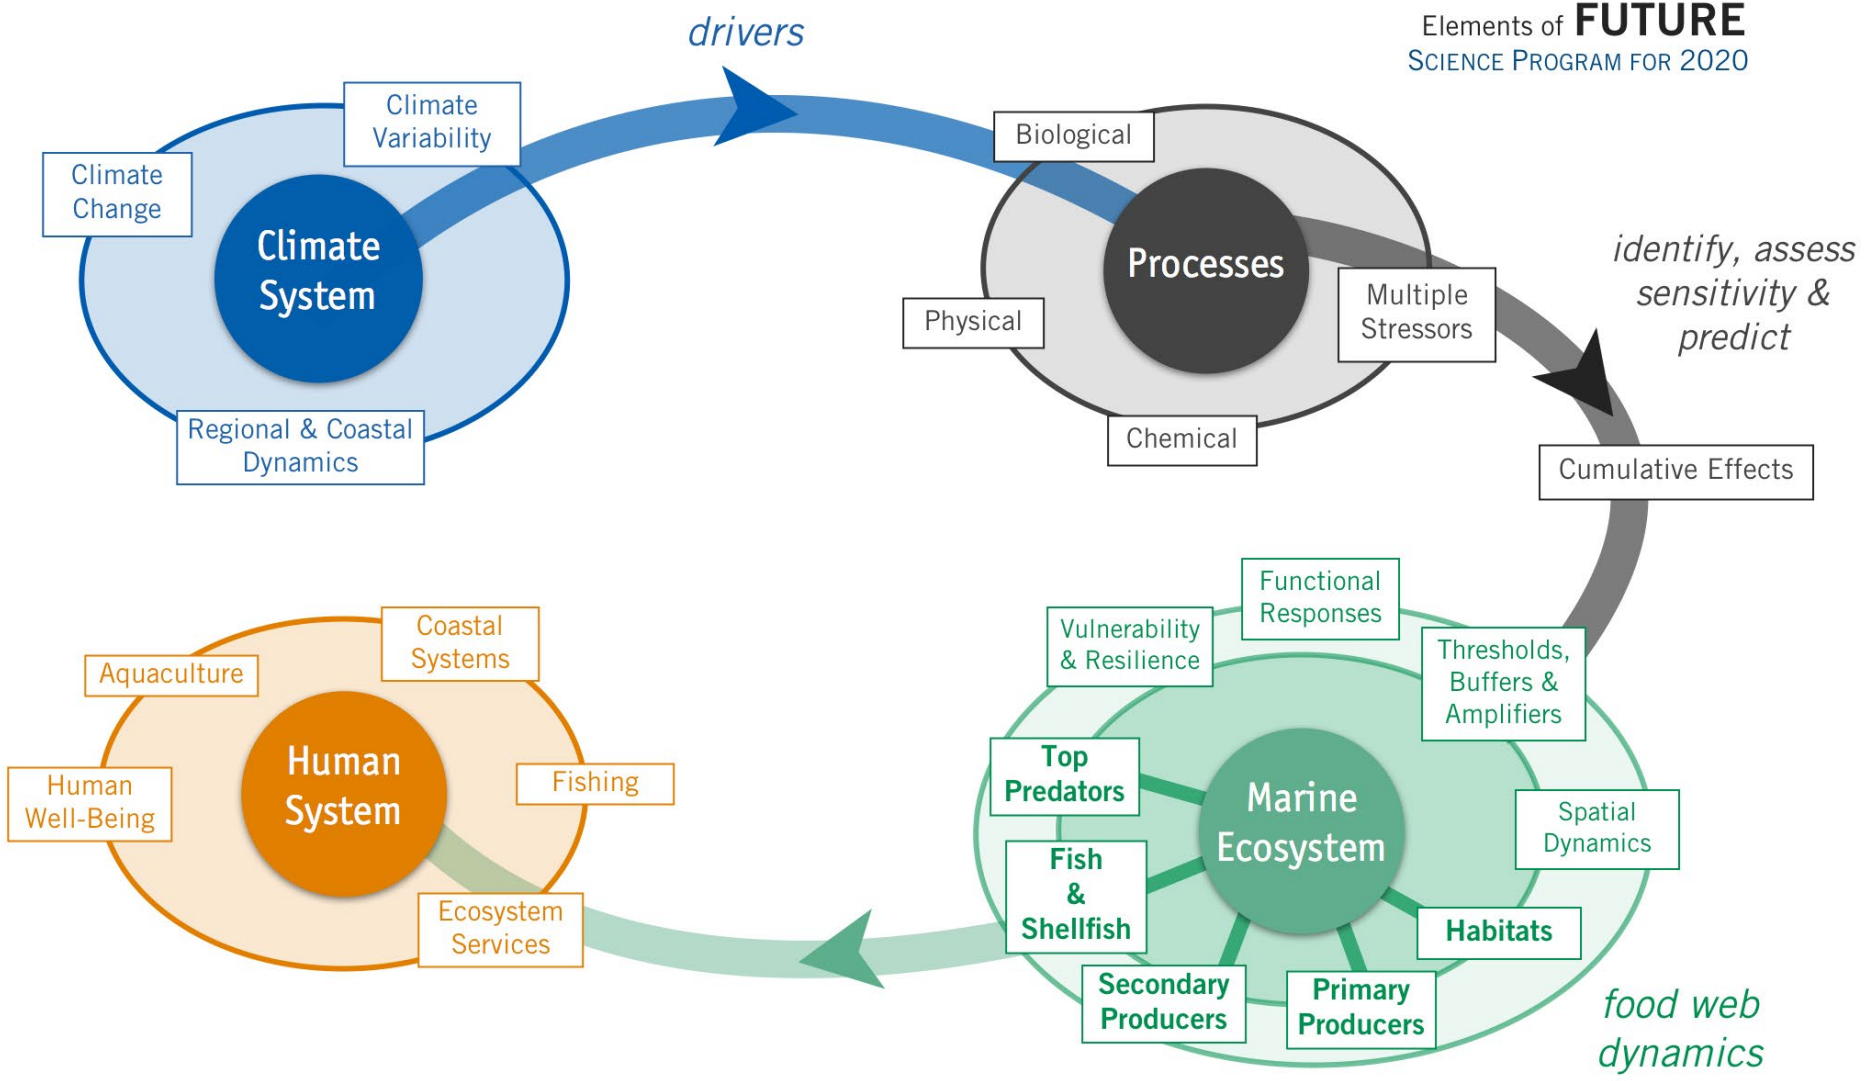 drivers
Elements of FUTURE
SCIENCE PROGRAM FOR 2020
Climate
Variability
Climate
Change
Climate
System
Regional & Coastal
Dynamics
Biological
Processes
Physical
Multiple
Stressors
Chemical
identify, assess
sensitivity &
predict
Cumulative Effects
Functional
Responses
Vulnerability
& Resilience
Thresholds,
Buffers &
Amplifiers
Top
Predators
Marine
Ecosystem
Spatial
Dynamics
Fish
&
Shellfish
Habitats
Secondary
Producers
Primary
Producers
food web
dynamics
Coastal
Systems
Aquaculture
Human
System
Fishing
Human
Well-Being
Ecosystem
Services